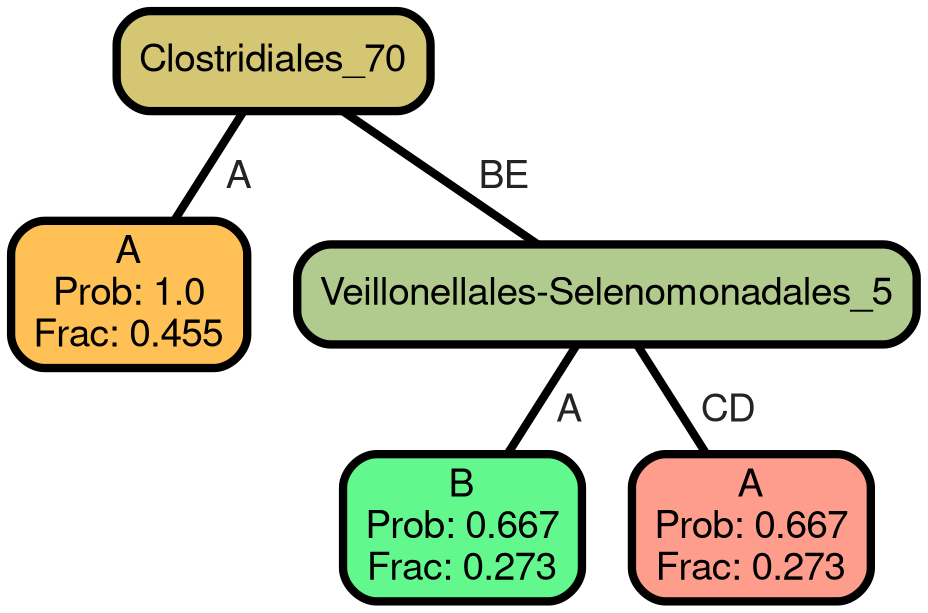 Clostridiales_70
A
BE
A
Prob: 1.0
Frac: 0.455
Veillonellales-Selenomonadales_5
A
CD
B
Prob: 0.667
Frac: 0.273
A
Prob: 0.667
Frac: 0.273